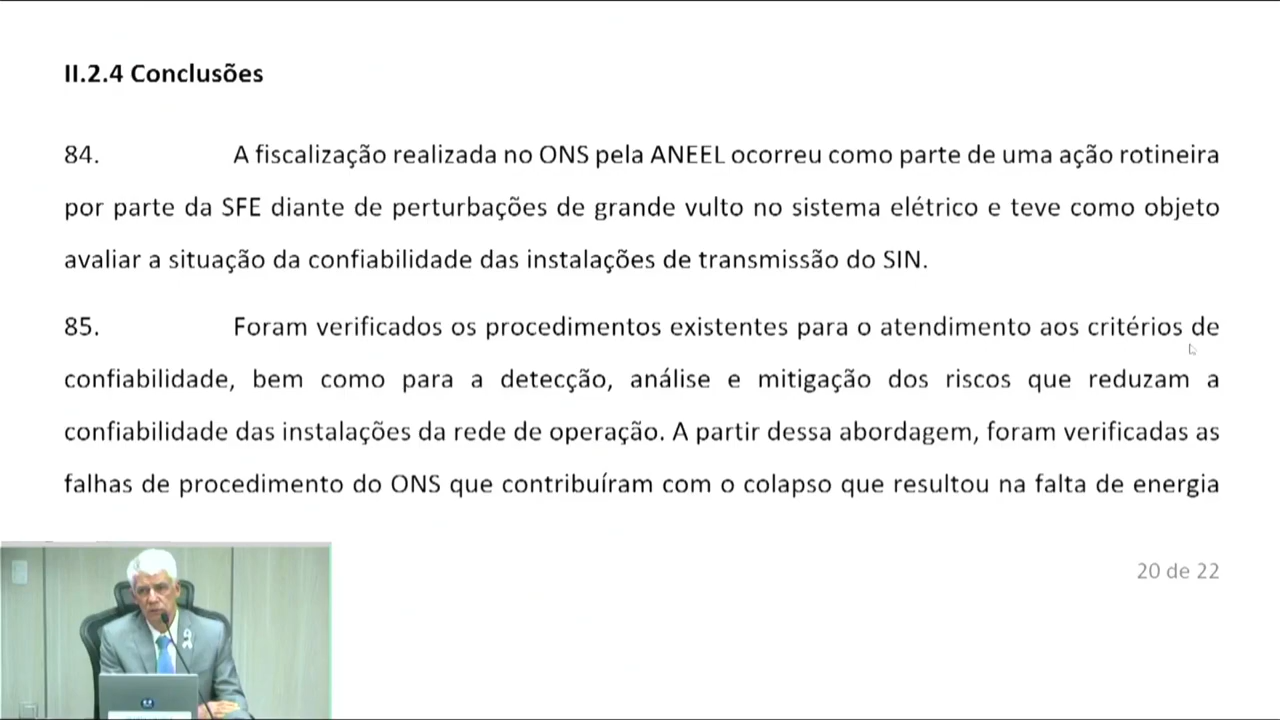 II.2.4 Conclusões
84. A fiscalização realizada no ONS pela ANEEL ocorreu como parte de uma ação rotineira
por parte da SFE diante de perturbações de grande vulto no sistema elétrico e teve como objeto
avaliar a situação da confiabilidade das instalações de transmissão do SIN.
85. Foram verificados os procedimentos existentes para o atendimento aos critérios de
confiabilidade, bem como para a detecção, análise e mitigação dos riscos que reduzam a
confiabilidade das instalações da rede de operação. A partir dessa abordagem, foram verificadas as
falhas de procedimento do ONS que contribuíram com o colapso que resultou na falta de energia
20 de 22